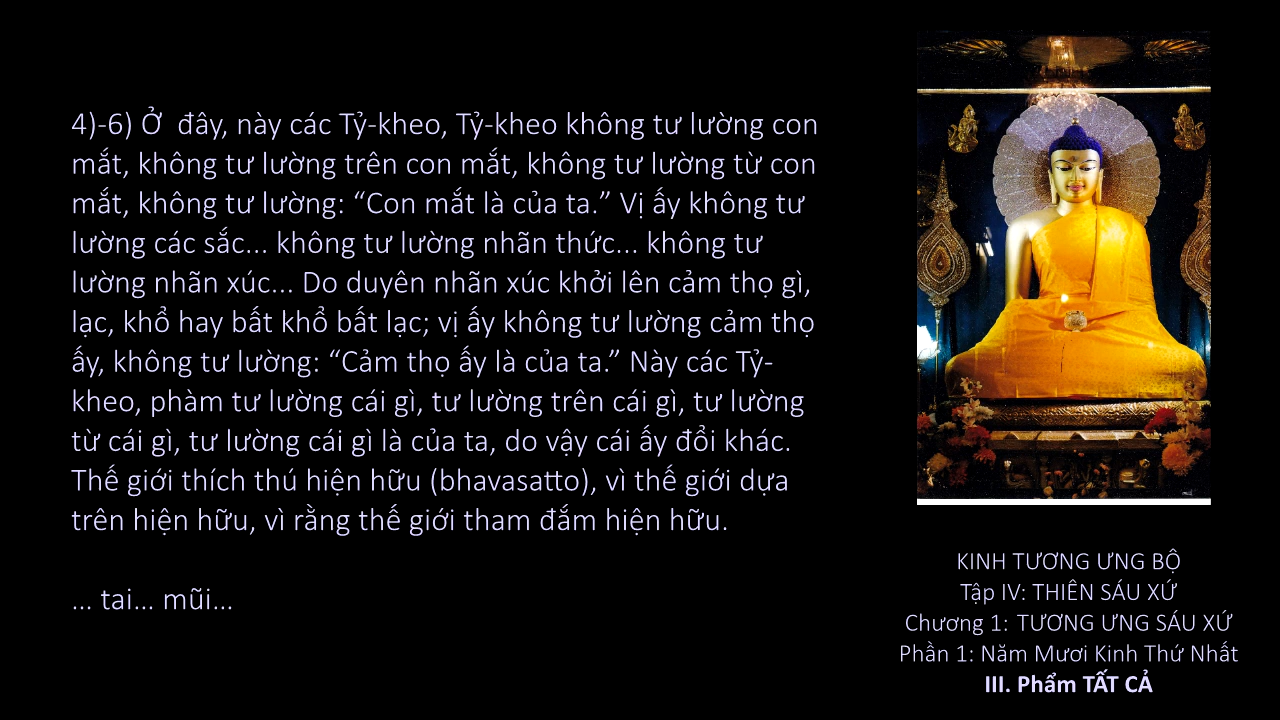 4)-6) Ở  đây, này các Tỷ-kheo, Tỷ-kheo không tư lường con
mắt, không tư lường trên con mắt, không tư lường từ con
mắt, không tư lường: “Con mắt là của ta.” Vị ấy không tư
lường các sắc... không tư lường nhãn thức... không tư
lường nhãn xúc... Do duyên nhãn xúc khởi lên cảm thọ gì,
lạc, khổ hay bất khổ bất lạc; vị ấy không tư lường cảm thọ
ấy, không tư lường: “Cảm thọ ấy là của ta.” Này các Tỷ-
kheo, phàm tư lường cái gì, tư lường trên cái gì, tư lường
từ cái gì, tư lường cái gì là của ta, do vậy cái ấy đổi khác.
Thế giới thích thú hiện hữu (bhavasatto), vì thế giới dựa
trên hiện hữu, vì rằng thế giới tham đắm hiện hữu.
... tai... mũi...
KINH TƯƠNG ƯNG BỘ
Tập IV: THIÊN SÁU XỨ
Chương 1: TƯƠNG ƯNG SÁU XỨ
Phần 1: Năm Mươi Kinh Thứ Nhất
III. Phẩm TẤT CẢ